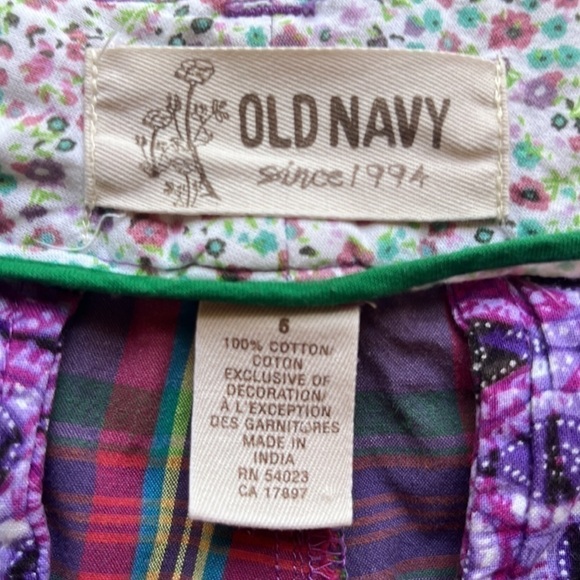 OLD NAVY
since 1994
6
100% COTTON/
COTON
EXCLUSIVE OF
DECORATION/
À L'EXCEPTION
DES GARNITORES
MADE IN
INDIA
RN 54023
CA 17897